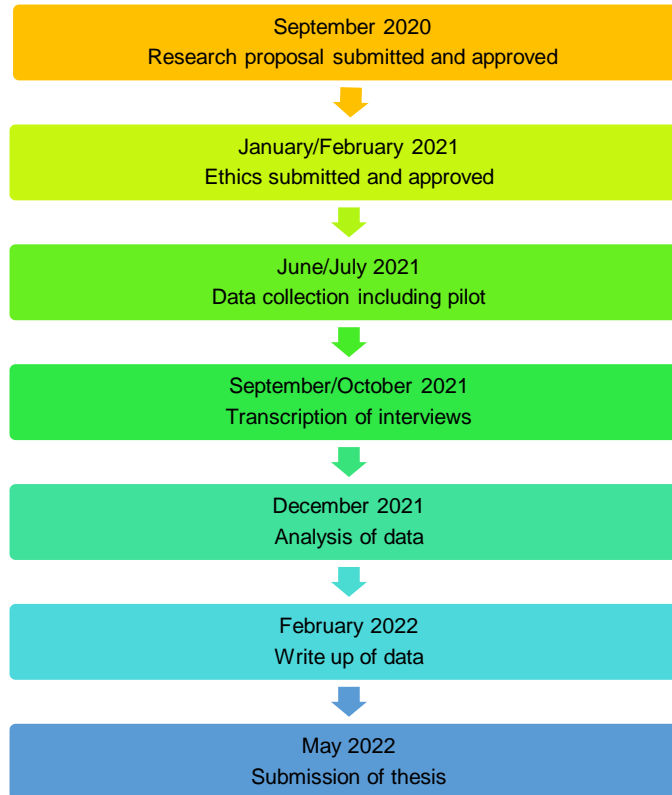 September 2020
Research proposal submitted and approved
January/February 2021
Ethics submitted and approved
June/July 2021
Data collection including pilot
September/October 2021
Transcription of interviews
December 2021
Analysis of data
February 2022
Write up of data
May 2022
Submission of thesis